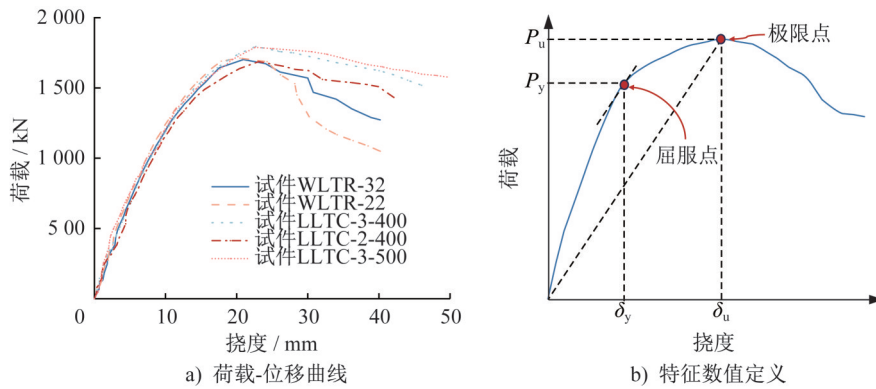 2 000
1 500
1 000
5 00
0
10
20
30
40
50
荷载 / kN
挠度 / mm
试件WLTR-32
试件WLTR-22
试件LLTC-3-400
试件LLTC-2-400
试件LLTC-3-500
a) 荷载-位移曲线
Pu
Py
极限点
屈服点
荷载
δy
δu
挠度
b) 特征数值定义